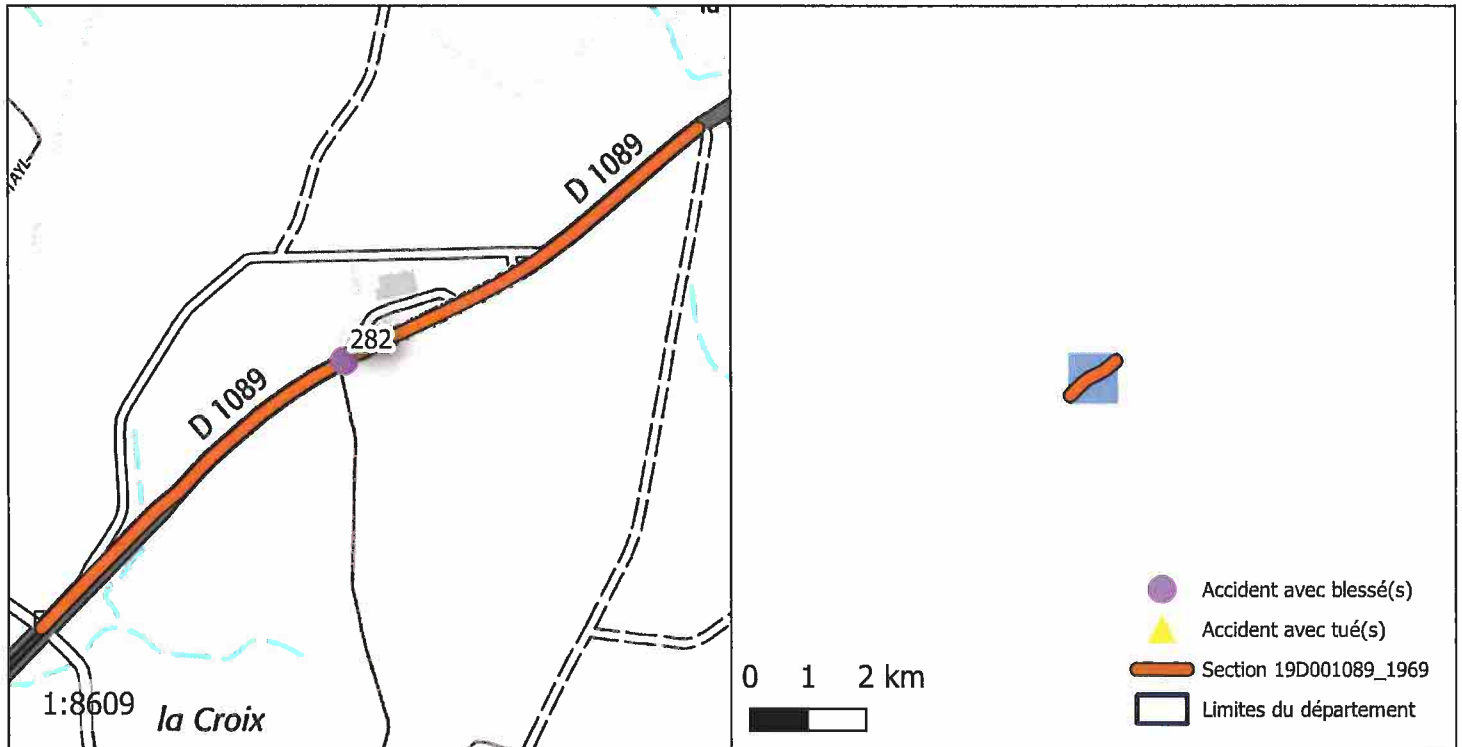 D 1089
282
D 1089
1:8609
la Croix
Accident avec blessé(s)
Accident avec tué(s)
Section 19D001089_1969
Limites du département
0 1 2 km